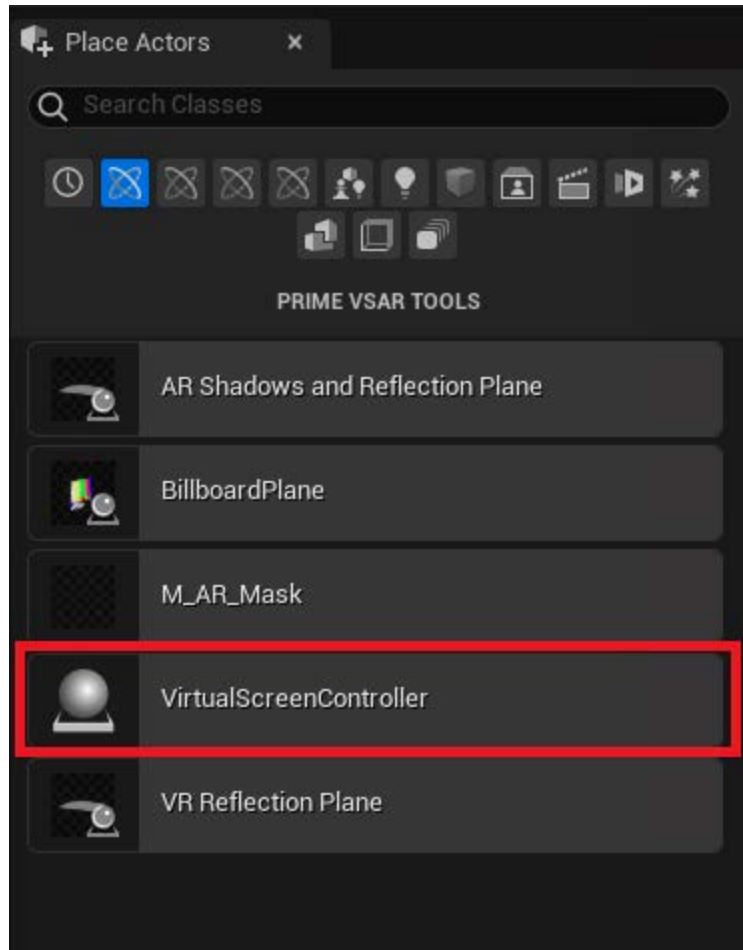 Place Actors
Search Classes
PRIME VSAR TOOLS
AR Shadows and Reflection Plane
BillboardPlane
M_AR_Mask
VirtualScreenController
VR Reflection Plane